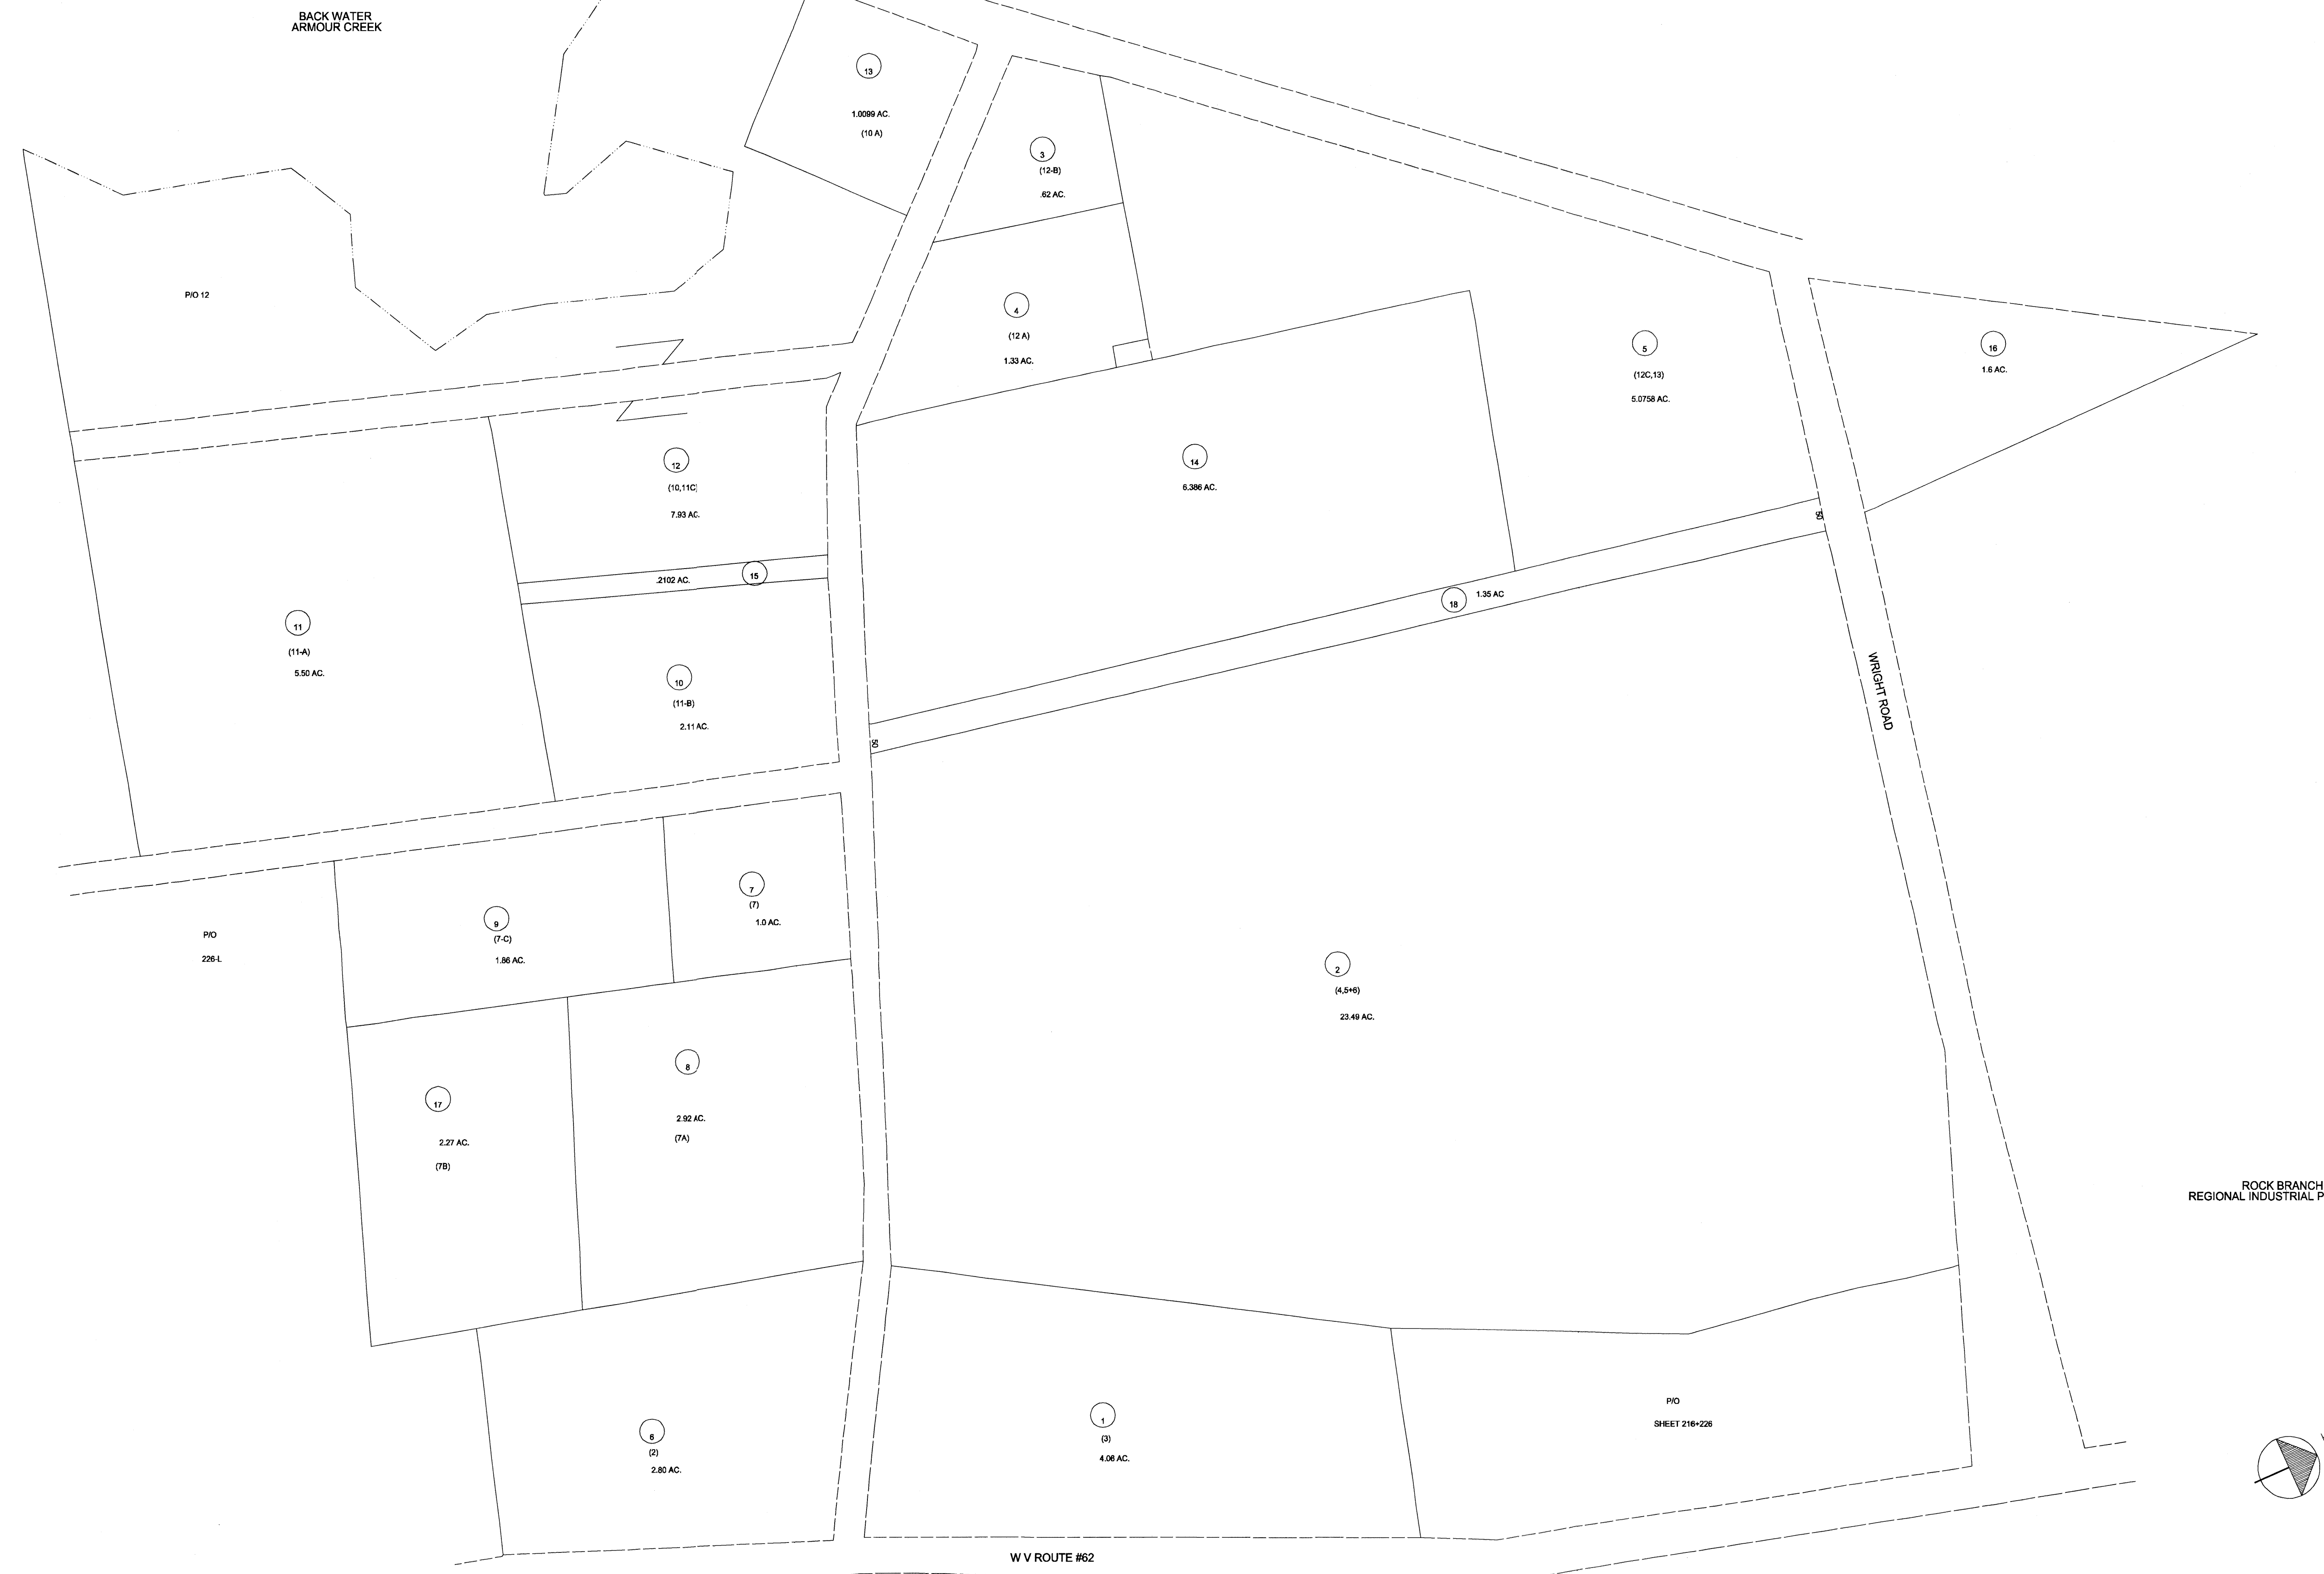 BACK WATER
ARMOUR CREEK
13
1.0099 AC.
(10 A)
3
(12-B)
.62 AC.
P/O 12
4
(12 A)
1.33 AC.
5
(12C,13)
5.0758 AC.
16
1.6 AC.
12
(10,11C)
7.93 AC.
14
6.386 AC.
50
.2102 AC.
15
18
1.35 AC
11
(11-A)
5.50 AC.
10
(11-B)
2.11 AC.
50
WRIGHT ROAD
7
(7)
1.0 AC.
9
(7-C)
1.86 AC.
P/O
226-L
2
(4,5+6)
23.49 AC.
8
2.92 AC.
(7A)
17
2.27 AC.
(7B)
ROCK BRANCH
REGIONAL INDUSTRIAL P
P/O
SHEET 216+226
1
(3)
4.06 AC.
6
(2)
2.80 AC.
W V ROUTE #62